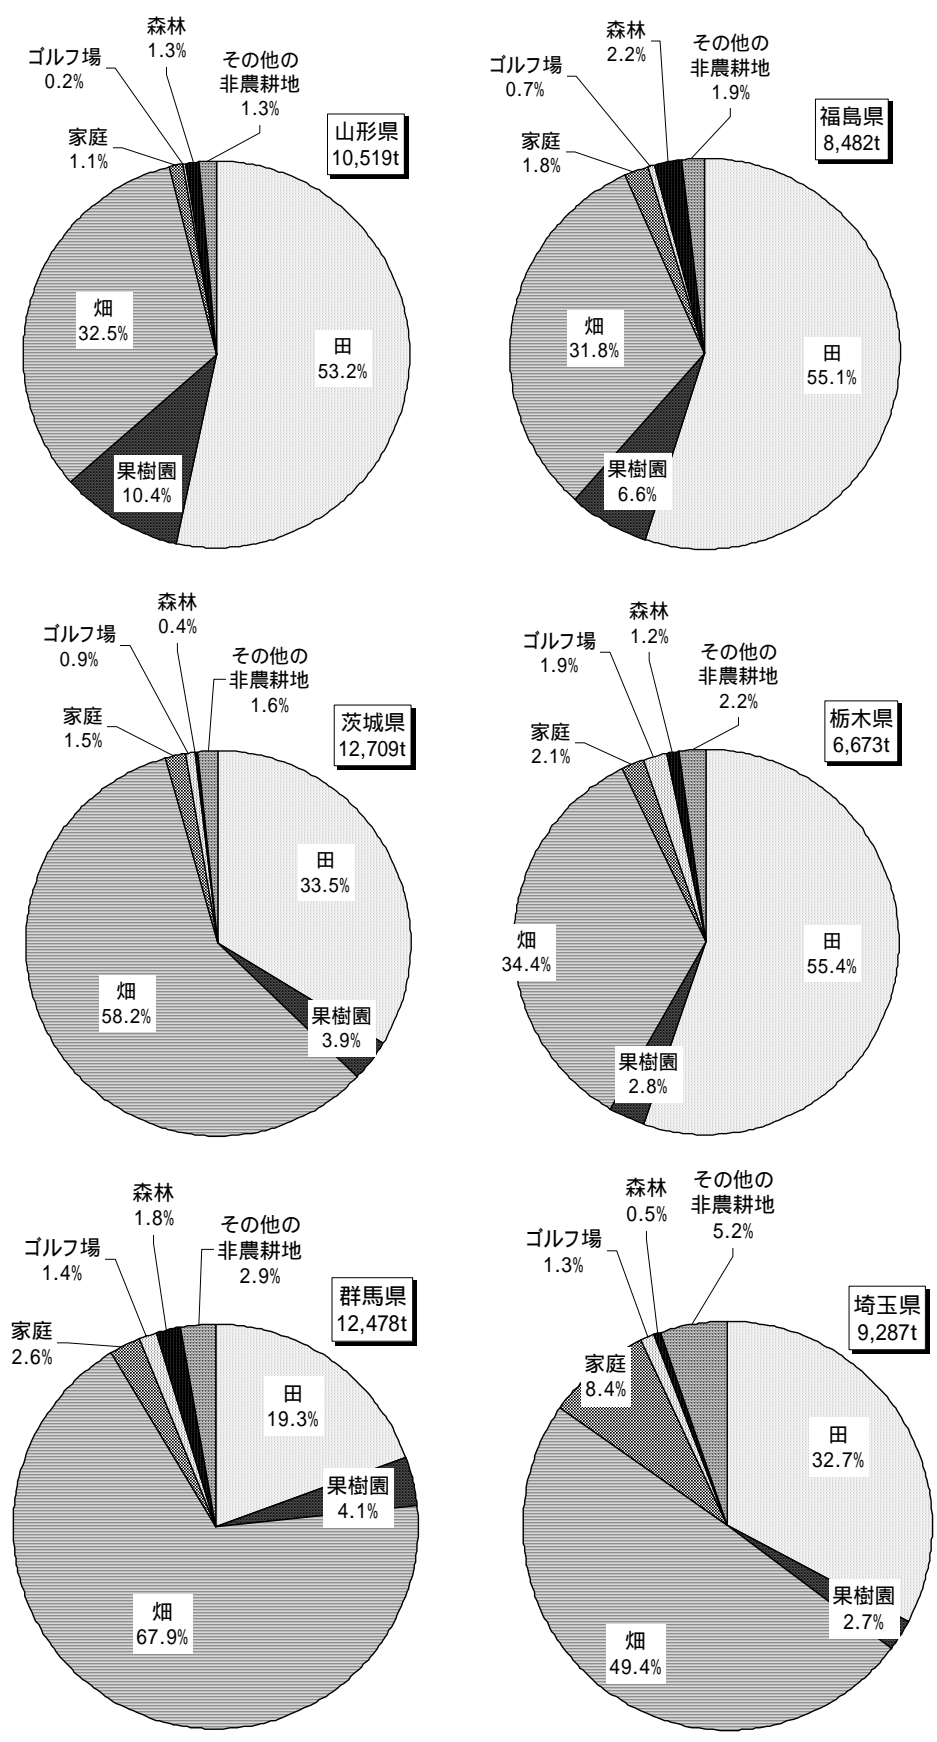 森林
1.3%
ゴルフ場
0.2%
その他の
非農耕地
1.3%
家庭
1.1%
山形県
10,519t
畑
32.5%
田
53.2%
果樹園
10.4%
森林
2.2%
その他の
非農耕地
1.9%
ゴルフ場
0.7%
家庭
1.8%
福島県
8,482t
畑
31.8%
田
55.1%
果樹園
6.6%
森林
0.4%
ゴルフ場
0.9%
その他の
非農耕地
1.6%
家庭
1.5%
茨城県
12,709t
田
33.5%
畑
58.2%
果樹園
3.9%
森林
1.2%
ゴルフ場
1.9%
その他の
非農耕地
2.2%
家庭
2.1%
栃木県
6,673t
畑
34.4%
田
55.4%
果樹園
2.8%
森林
1.8%
その他の
非農耕地
2.9%
ゴルフ場
1.4%
家庭
2.6%
群馬県
12,478t
田
19.3%
果樹園
4.1%
畑
67.9%
その他の
非農耕地
5.2%
森林
0.5%
ゴルフ場
1.3%
埼玉県
9,287t
家庭
8.4%
田
32.7%
果樹園
2.7%
畑
49.4%